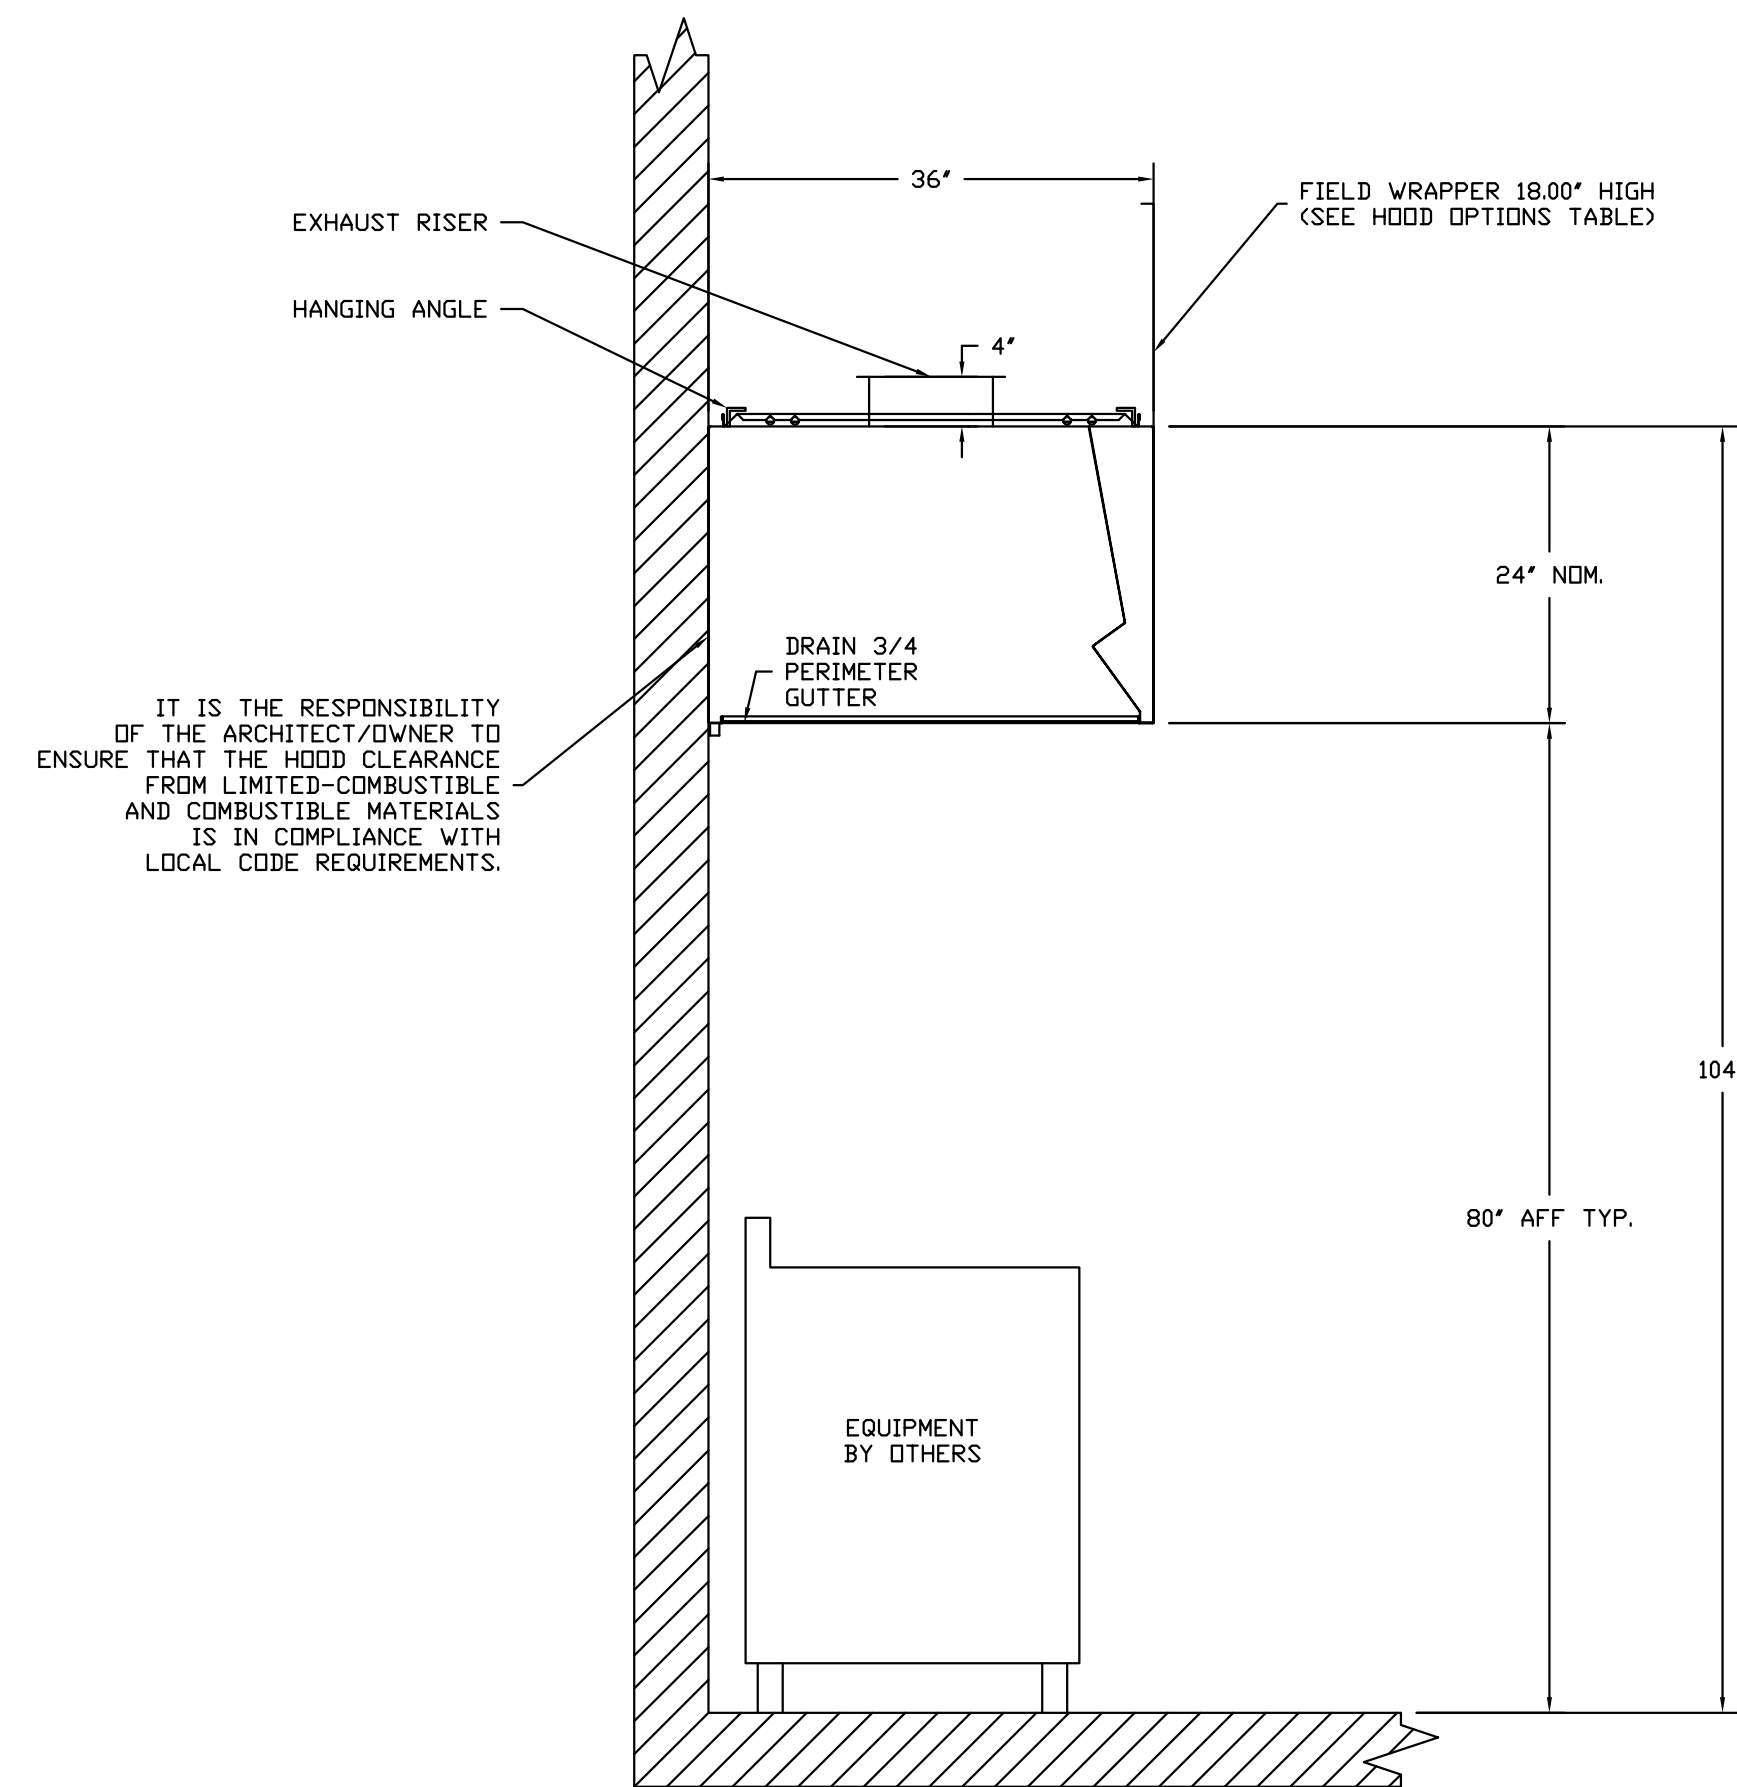 36"
FIELD WRAPPER 18.00" HIGH
(SEE HOOD OPTIONS TABLE)
EXHAUST RISER
HANGING ANGLE
4"
24" NOM.
DRAIN 3/4
PERIMETER
GUTTER
IT IS THE RESPONSIBILITY
OF THE ARCHITECT/OWNER TO
ENSURE THAT THE HOOD CLEARANCE
FROM LIMITED-COMBUSTIBLE
AND COMBUSTIBLE MATERIALS
IS IN COMPLIANCE WITH
LOCAL CODE REQUIREMENTS.
104
80" AFF TYP.
EQUIPMENT
BY OTHERS